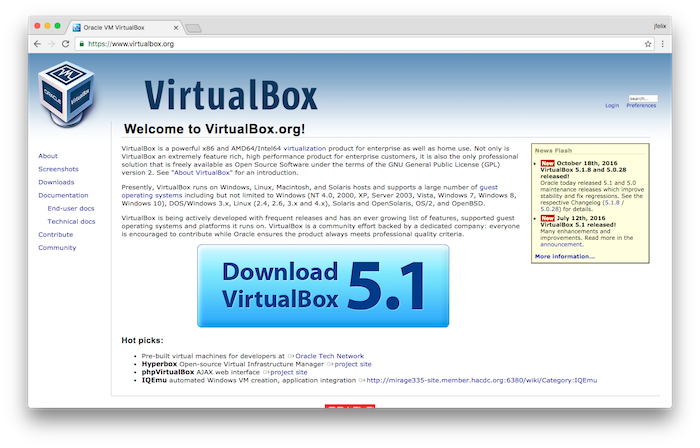 Oracle VM VirtualBox
jfelix
https://www.virtualbox.org
VM
ORACLE
VirtualBox
VirtualBox
search...
Login Preferences
Welcome to VirtualBox.org!
About
Screenshots
Downloads
Documentation
End-user docs
Technical docs
Contribute
Community
VirtualBox is a powerful x86 and AMD64/Intel64 virtualization product for enterprise as well as home use. Not only is
VirtualBox an extremely feature rich, high performance product for enterprise customers, it is also the only professional
solution that is freely available as Open Source Software under the terms of the GNU General Public License (GPL)
version 2. See "About VirtualBox" for an introduction.
Presently, VirtualBox runs on Windows, Linux, Macintosh, and Solaris hosts and supports a large number of guest
operating systems including but not limited to Windows (NT 4.0, 2000, XP, Server 2003, Vista, Windows 7, Windows 8,
Windows 10), DOS/Windows 3.x, Linux (2.4, 2.6, 3.x and 4.x), Solaris and OpenSolaris, OS/2, and OpenBSD.
VirtualBox is being actively developed with frequent releases and has an ever growing list of features, supported guest
operating systems and platforms it runs on. VirtualBox is a community effort backed by a dedicated company: everyone
is encouraged to contribute while Oracle ensures the product always meets professional quality criteria.
Download
VirtualBox 5.1
News Flash
New October 18th, 2016
VirtualBox 5.1.8 and 5.0.28
released!
Oracle today released 5.1 and 5.0
maintenance releases which improve
stability and fix regressions. See the
respective Changelog (5.1.8 /
5.0.28) for details.
New July 12th, 2016
VirtualBox 5.1 released!
Many enhancements and
improvements. Read more in the
announcement.
More information...
Hot picks:
Pre-built virtual machines for developers at Oracle Tech Network
Hyperbox Open-source Virtual Infrastructure Manager project site
phpVirtualBox AJAX web interface project site
IQEmu automated Windows VM creation, application integration http://mirage335-site.member.hacdc.org:6380/wiki/Category:IQEmu